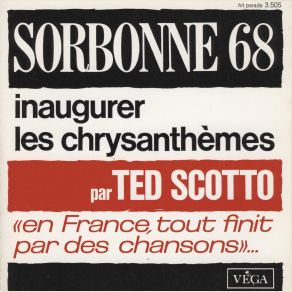 hit parade 3.505
SORBONNE 68
inaugurer
les chrysanthèmes
par TED SCOTTO
«en France, tout finit
par des chansons»...
VÉGA